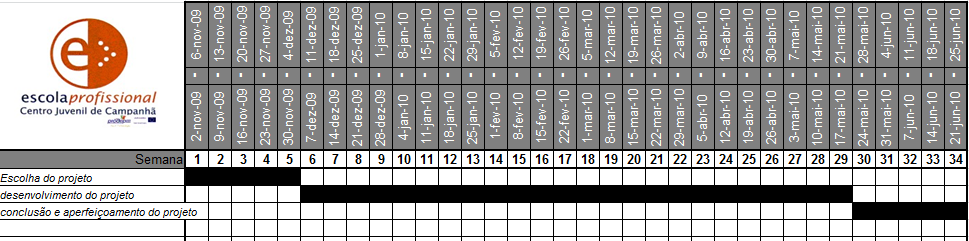 6-nov-09 13-nov-09 20-nov-09 27-nov-09 4-dez-09 11-dez-09 18-dez-09 25-dez-09 1-jan-10 8-jan-10 15-jan-10 22-jan-10 29-jan-10 5-fev-10 12-fev-10 19-fev-10 26-fev-10 5-mar-10 12-mar-10 19-mar-10 26-mar-10 2-abr-10 9-abr-10 16-abr-10 23-abr-10 30-abr-10 7-mai-10 14-mai-10 21-mai-10 28-mai-10 4-jun-10 11-jun-10 18-jun-10 25-jun-10
- - - - - - - - - - - - - - - - - - - - - - - - - - - - - - - - - -
2-nov-09 9-nov-09 16-nov-09 23-nov-09 30-nov-09 7-dez-09 14-dez-09 21-dez-09 28-dez-09 4-jan-10 11-jan-10 18-jan-10 25-jan-10 1-fev-10 8-fev-10 15-fev-10 22-fev-10 1-mar-10 8-mar-10 15-mar-10 22-mar-10 29-mar-10 5-abr-10 12-abr-10 19-abr-10 26-abr-10 3-mai-10 10-mai-10 17-mai-10 24-mai-10 31-mai-10 7-jun-10 14-jun-10 21-jun-10
escolaprofissional
Centro Juvenil de Campanhã
Semana 1 2 3 4 5 6 7 8 9 10 11 12 13 14 15 16 17 18 19 20 21 22 23 24 25 26 27 28 29 30 31 32 33 34
Escolha do projeto
desenvolvimento do projeto
conclusão e aperfeiçoamento do projeto